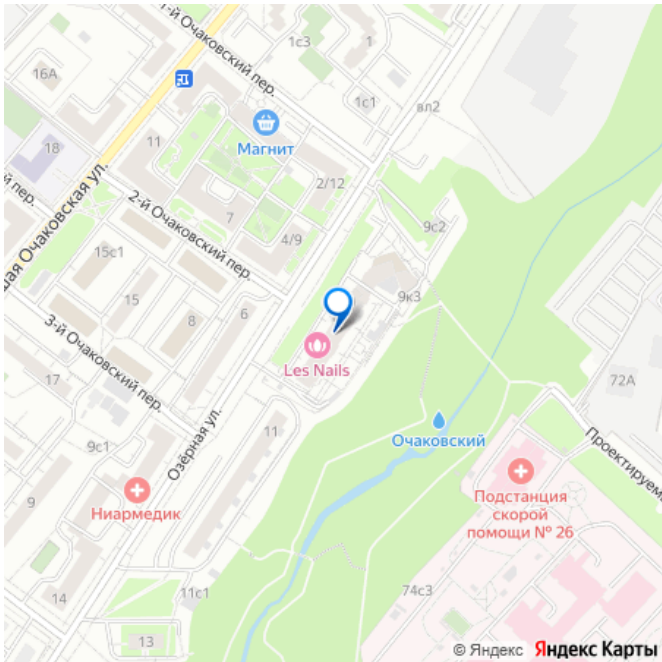 1-й Очаковский пер.
1с3
1
16А
1с1
вл2
Магнит
18
11
2/12
шая Очаковская ул.
й пер.
7
2-й Очаковский пер.
4/9
9с2
15с1
9к3
15
6
8
3-й Очаковский пер.
Les Nails
17
72А
Озёрная ул.
11
Очаковский
Проектируем
9с1
9
Ниармедик
Подстанция
скорой
помощи № 26
14
11с1
74с3
13
© Яндекс Яндекс Карты